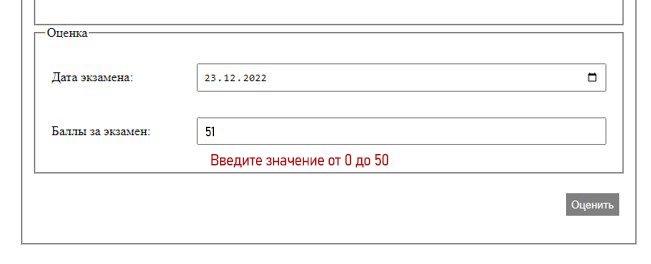 Оценка
Дата экзамена: 23.12.2022
Баллы за экзамен: 51
Введите значение от 0 до 50
Оценить